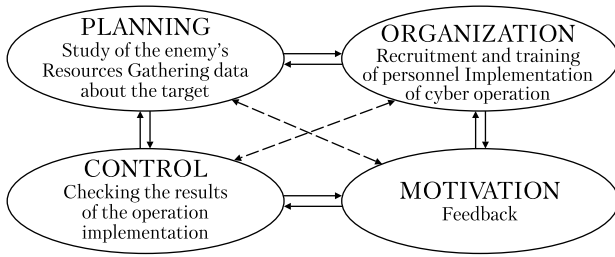 PLANNING
Study of the enemy's
Resources Gathering data
about the target
ORGANIZATION
Recruitment and training
of personnel Implementation
of cyber operation
CONTROL
Checking the results
of the operation
implementation
MOTIVATION
Feedback